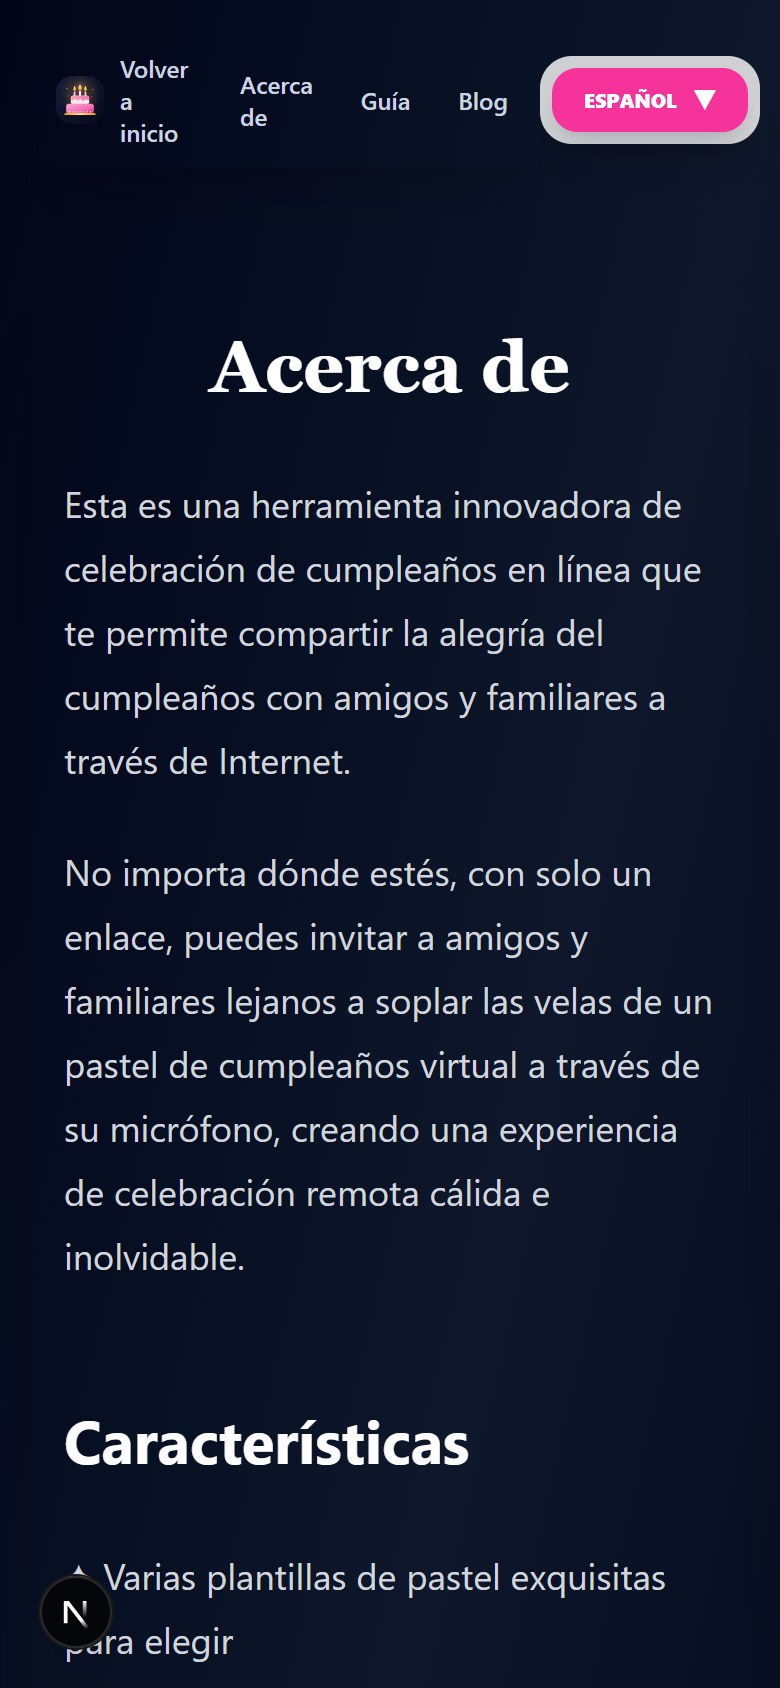 Volver
a
inicio
Acerca
de
Guía
Blog
ESPAÑOL ▼
Acerca de
Esta es una herramienta innovadora de
celebración de cumpleaños en línea que
te permite compartir la alegría del
cumpleaños con amigos y familiares a
través de Internet.
No importa dónde estés, con solo un
enlace, puedes invitar a amigos y
familiares lejanos a soplar las velas de un
pastel de cumpleaños virtual a través de
su micrófono, creando una experiencia
de celebración remota cálida e
inolvidable.
Características
✦ Varias plantillas de pastel exquisitas
para elegir
N